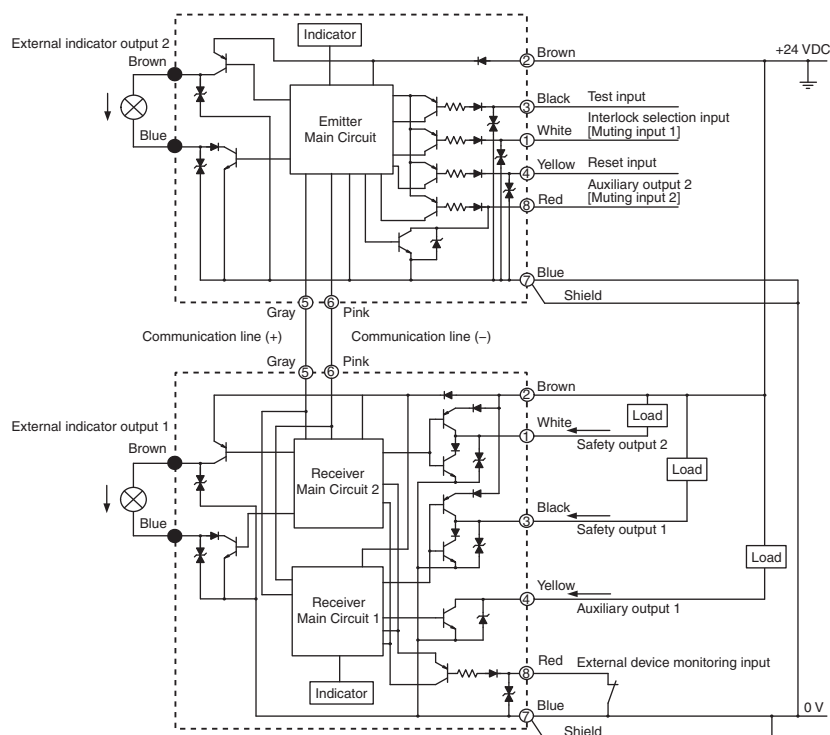 External indicator output 2
Indicator
Brown
② Brown
+24 VDC
Emitter
Main Circuit
③ Black
Test input
① White
Interlock selection input
[Muting input 1]
Blue
④ Yellow
Reset input
⑧ Red
Auxiliary output 2
[Muting input 2]
⑦ Blue
Shield
Gray ⑤ ⑥ Pink
Communication line (+)
Communication line (−)
Gray ⑤ ⑥ Pink
② Brown
External indicator output 1
Brown
① White
Load
Safety output 2
Receiver
Main Circuit 2
Load
Blue
③ Black
Safety output 1
Load
Receiver
Main Circuit 1
④ Yellow
Auxiliary output 1
Indicator
⑧ Red
External device monitoring input
⑦ Blue
0 V
Shield